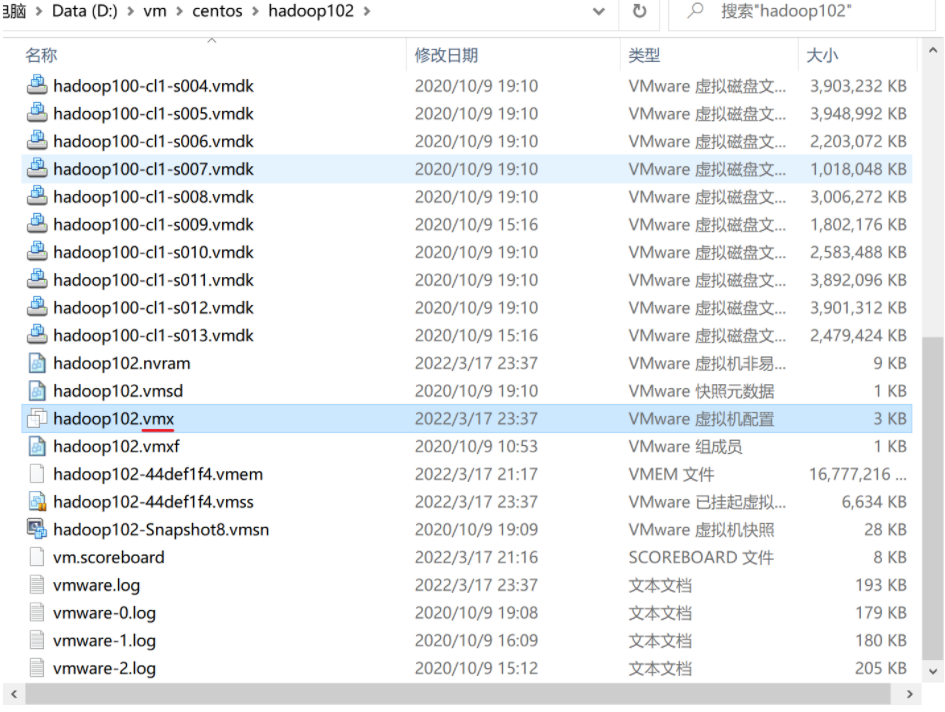 电脑 > Data (D:) > vm > centos > hadoop102 > 搜索"hadoop102"
名称 修改日期 类型 大小
hadoop100-cl1-s004.vmdk 2020/10/9 19:10 VMware 虚拟磁盘文... 3,903,232 KB
hadoop100-cl1-s005.vmdk 2020/10/9 19:10 VMware 虚拟磁盘文... 3,948,992 KB
hadoop100-cl1-s006.vmdk 2020/10/9 19:10 VMware 虚拟磁盘文... 2,203,072 KB
hadoop100-cl1-s007.vmdk 2020/10/9 19:10 VMware 虚拟磁盘文... 1,018,048 KB
hadoop100-cl1-s008.vmdk 2020/10/9 19:10 VMware 虚拟磁盘文... 3,006,272 KB
hadoop100-cl1-s009.vmdk 2020/10/9 15:16 VMware 虚拟磁盘文... 1,802,176 KB
hadoop100-cl1-s010.vmdk 2020/10/9 19:10 VMware 虚拟磁盘文... 2,583,488 KB
hadoop100-cl1-s011.vmdk 2020/10/9 19:10 VMware 虚拟磁盘文... 3,892,096 KB
hadoop100-cl1-s012.vmdk 2020/10/9 19:10 VMware 虚拟磁盘文... 3,901,312 KB
hadoop100-cl1-s013.vmdk 2020/10/9 15:16 VMware 虚拟磁盘文... 2,479,424 KB
hadoop102.nvram 2022/3/17 23:37 VMware 虚拟机非易... 9 KB
hadoop102.vmsd 2020/10/9 19:10 VMware 快照元数据 1 KB
hadoop102.vmx 2022/3/17 23:37 VMware 虚拟机配置 3 KB
hadoop102.vmxf 2020/10/9 10:53 VMware 组成员 1 KB
hadoop102-44def1f4.vmem 2022/3/17 21:17 VMEM 文件 16,777,216 ...
hadoop102-44def1f4.vmss 2022/3/17 23:37 VMware 已挂起虚拟... 6,634 KB
hadoop102-Snapshot8.vmsn 2020/10/9 19:09 VMware 虚拟机快照 28 KB
vm.scoreboard 2022/3/17 21:16 SCOREBOARD 文件 8 KB
vmware.log 2022/3/17 23:37 文本文档 193 KB
vmware-0.log 2020/10/9 19:08 文本文档 179 KB
vmware-1.log 2020/10/9 16:09 文本文档 180 KB
vmware-2.log 2020/10/9 15:12 文本文档 205 KB